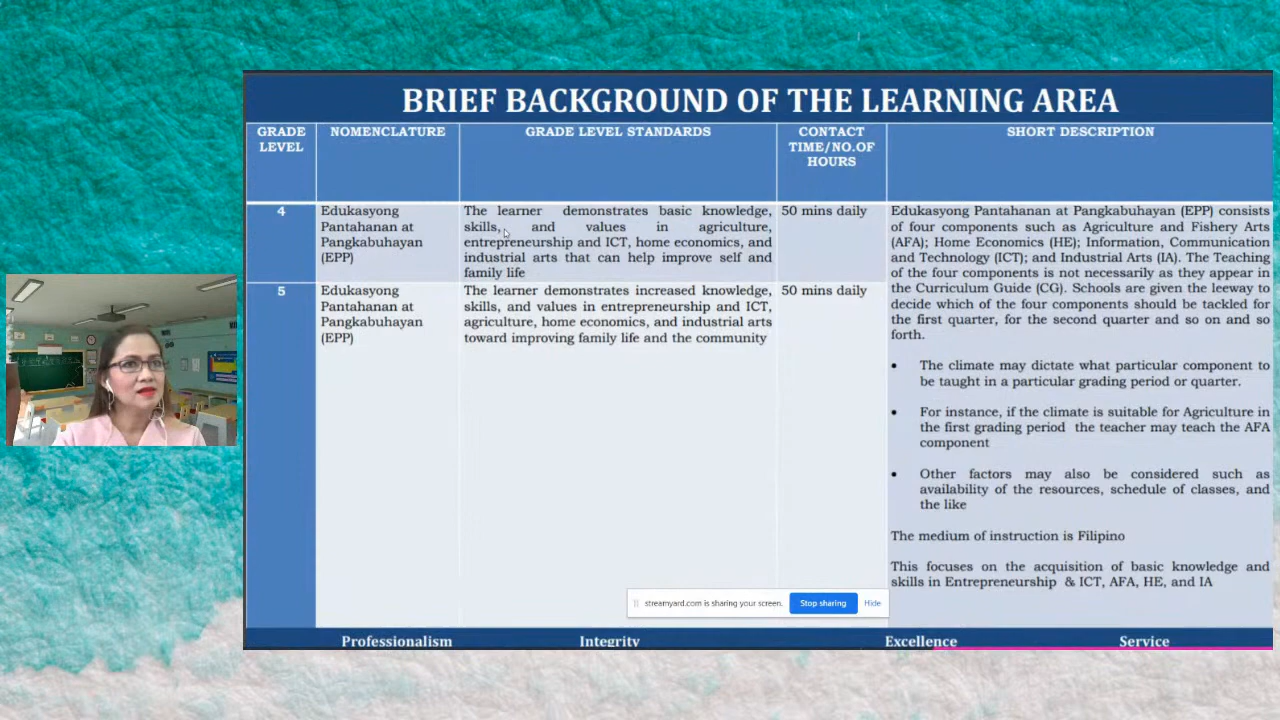 BRIEF BACKGROUND OF THE LEARNING AREA
GRADE
LEVEL
NOMENCLATURE
GRADE LEVEL STANDARDS
CONTACT
TIME/NO.OF
HOURS
SHORT DESCRIPTION
4
Edukasyong
Pantahanan at
Pangkabuhayan
(EPP)
The learner demonstrates basic knowledge,
skills, and values in agriculture,
entrepreneurship and ICT, home economics, and
industrial arts that can help improve self and
family life
50 mins daily
5
Edukasyong
Pantahanan at
Pangkabuhayan
(EPP)
The learner demonstrates increased knowledge,
skills, and values in entrepreneurship and ICT,
agriculture, home economics, and industrial arts
toward improving family life and the community
50 mins daily
Edukasyong Pantahanan at Pangkabuhayan (EPP) consists
of four components such as Agriculture and Fishery Arts
(AFA); Home Economics (HE); Information, Communication
and Technology (ICT); and Industrial Arts (IA). The Teaching
of the four components is not necessarily as they appear in
the Curriculum Guide (CG). Schools are given the leeway to
decide which of the four components should be tackled for
the first quarter, for the second quarter and so on and so
forth.
• The climate may dictate what particular component to
be taught in a particular grading period or quarter.
• For instance, if the climate is suitable for Agriculture in
the first grading period the teacher may teach the AFA
component
• Other factors may also be considered such as
availability of the resources, schedule of classes, and
the like
The medium of instruction is Filipino
This focuses on the acquisition of basic knowledge and
skills in Entrepreneurship & ICT, AFA, HE, and IA
streamyard.com is sharing your screen.
Stop sharing
Hide
Professionalism
Integrity
Excellence
Service